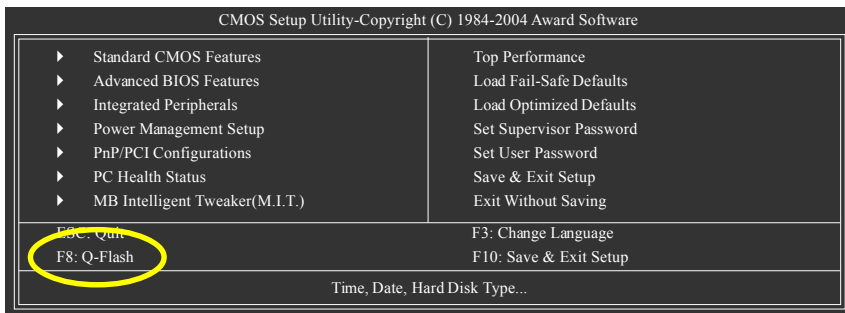 CMOS Setup Utility-Copyright (C) 1984-2004 Award Software
Standard CMOS Features
Advanced BIOS Features
Integrated Peripherals
Power Management Setup
PnP/PCI Configurations
PC Health Status
MB Intelligent Tweaker(M.I.T.)
Top Performance
Load Fail-Safe Defaults
Load Optimized Defaults
Set Supervisor Password
Set User Password
Save & Exit Setup
Exit Without Saving
ESC: Quit
F3: Change Language
F8: Q-Flash
F10: Save & Exit Setup
Time, Date, Hard Disk Type...